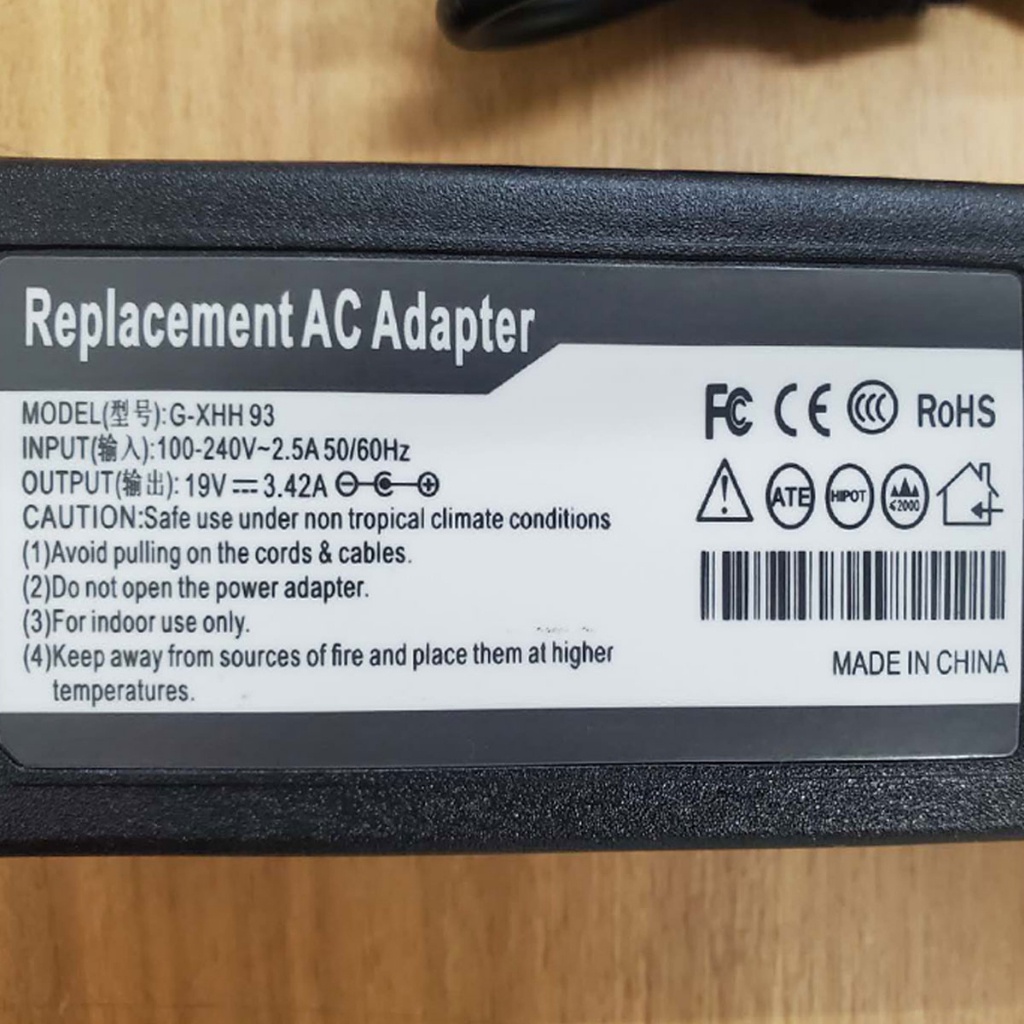 Replacement AC Adapter
MODEL(型号):G-XHH 93
INPUT(输入):100-240V~2.5A 50/60Hz
OUTPUT(输出): 19V⎓3.42A
CAUTION:Safe use under non tropical climate conditions
(1)Avoid pulling on the cords & cables.
(2)Do not open the power adapter.
(3)For indoor use only.
(4)Keep away from sources of fire and place them at higher
temperatures.
FC CE CCC RoHS
ATE HIPOT ≤2000
MADE IN CHINA